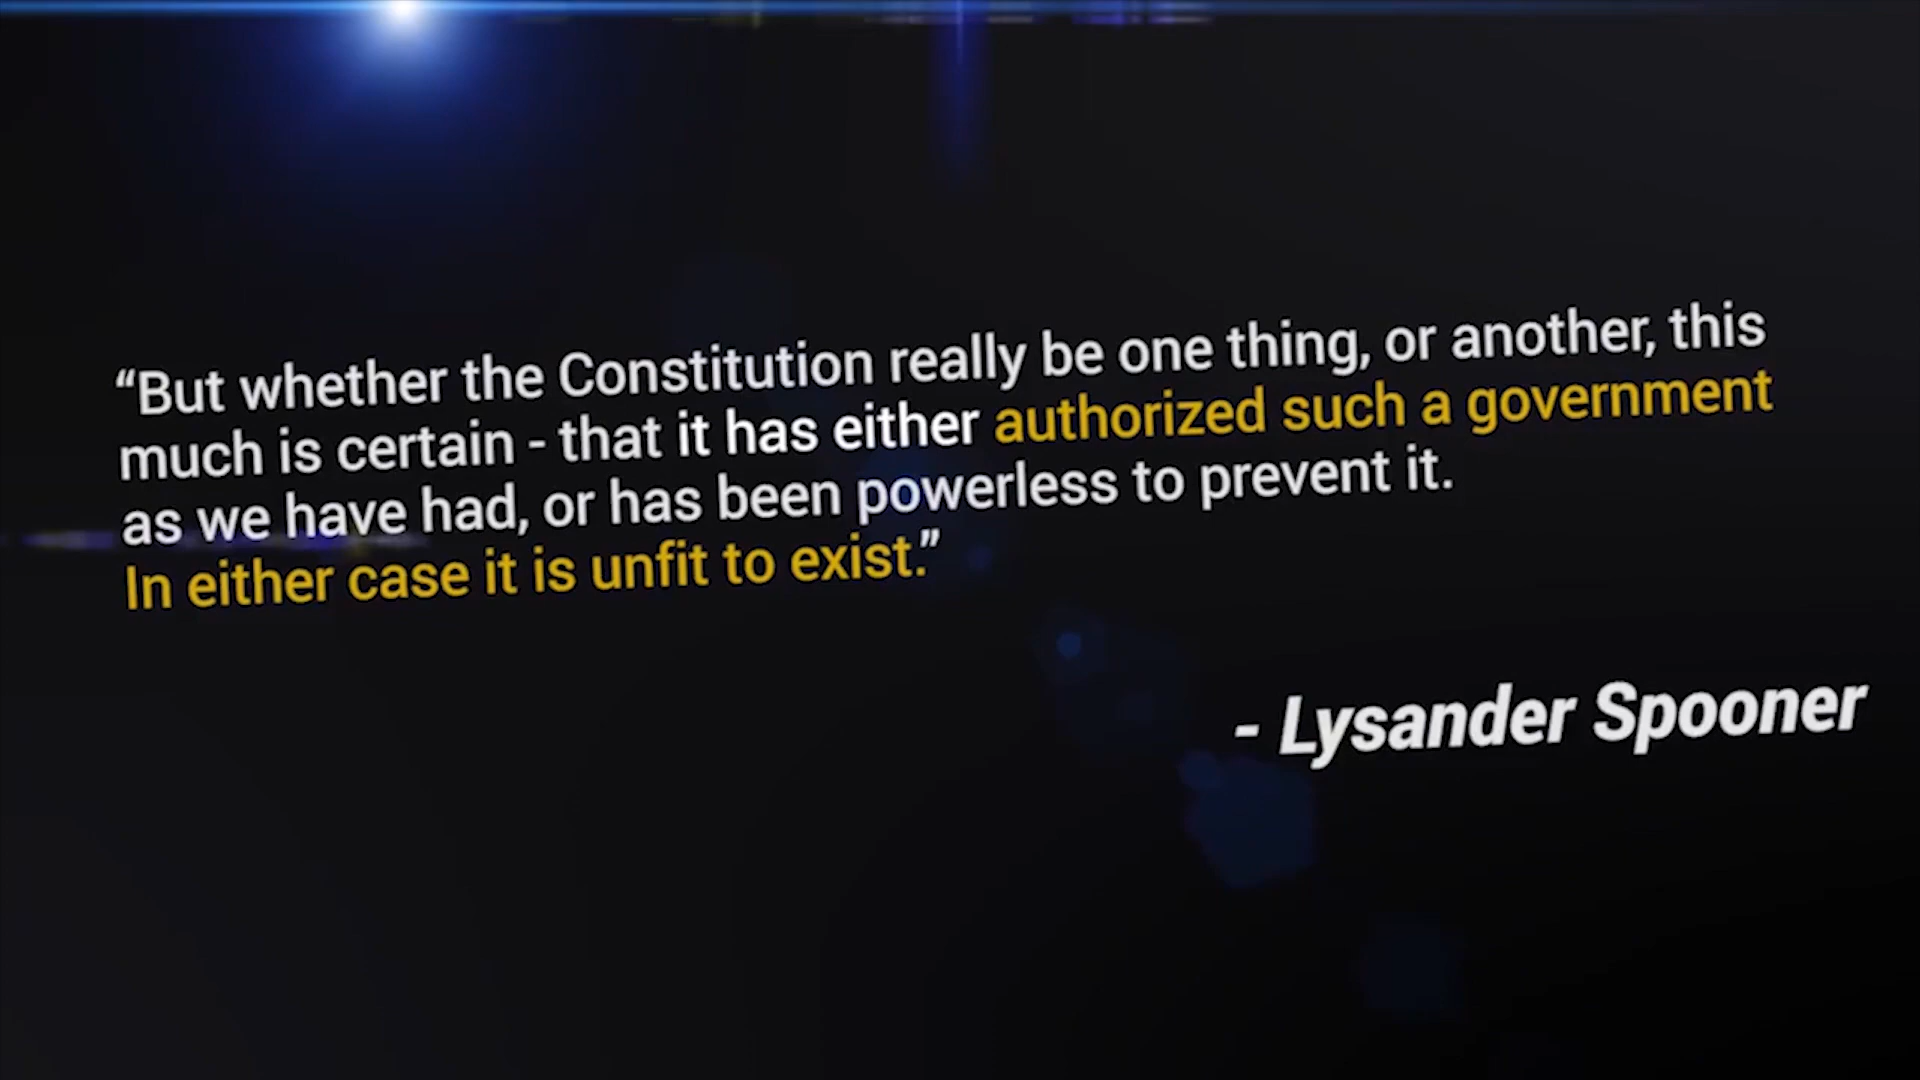 “But whether the Constitution really be one thing, or another, this
much is certain - that it has either authorized such a government
as we have had, or has been powerless to prevent it.
In either case it is unfit to exist.”
- Lysander Spooner